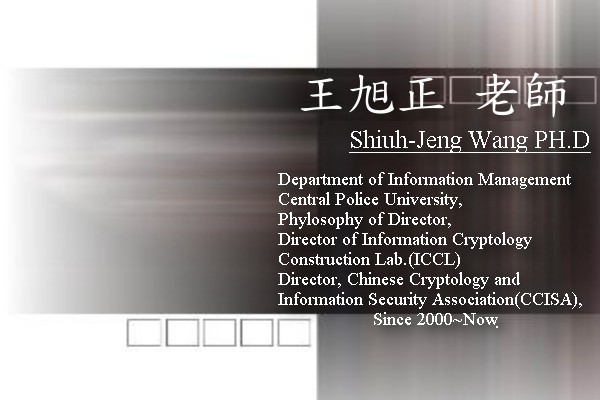 王旭正 老師
Shiuh-Jeng Wang PH.D
Department of Information Management
Central Police University,
Phylosophy of Director,
Director of Information Cryptology
Construction Lab.(ICCL)
Director, Chinese Cryptology and
Information Security Association(CCISA),
Since 2000~Now.